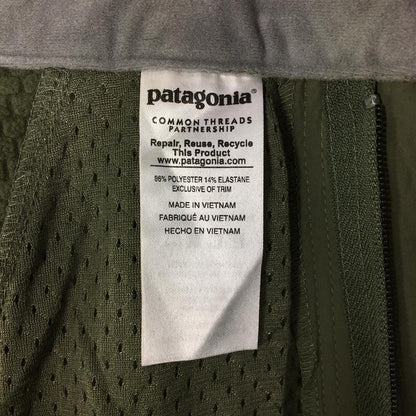 patagonia®
COMMON THREADS
PARTNERSHIP
Repair, Reuse, Recycle
This Product
www.patagonia.com
86% POLYESTER 14% ELASTANE
EXCLUSIVE OF TRIM
MADE IN VIETNAM
FABRIQUÉ AU VIETNAM
HECHO EN VIETNAM